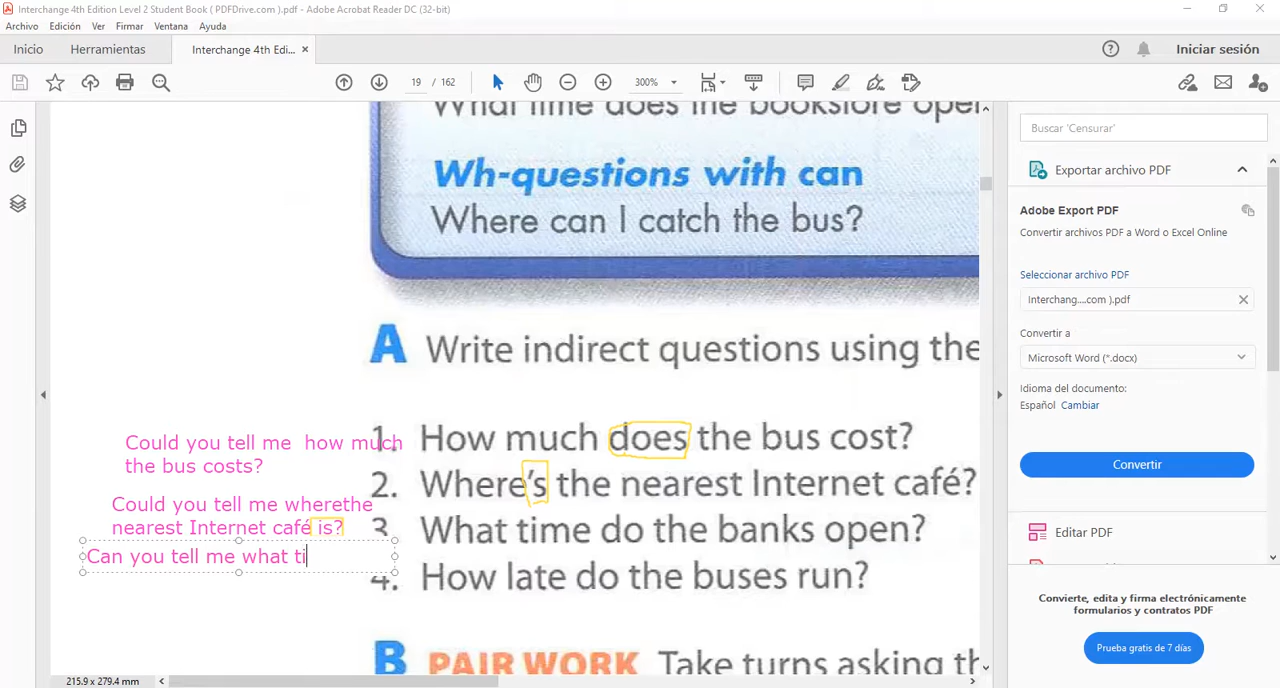 Interchange 4th Edition Level 2 Student Book ( PDFDrive.com ).pdf - Adobe Acrobat Reader DC (32-bit)
Archivo Edición Ver Firmar Ventana Ayuda
Inicio Herramientas Interchange 4th Edi... × Iniciar sesión
19 / 162 300%
What time does the bookstore open
Wh-questions with can
Where can I catch the bus?
A Write indirect questions using the
1. How much does the bus cost?
Could you tell me how much
the bus costs?
2. Where's the nearest Internet café?
Could you tell me wherethe
nearest Internet café is?
3. What time do the banks open?
Can you tell me what ti
4. How late do the buses run?
B PAIR WORK Take turns asking th
215.9 x 279.4 mm
Buscar 'Censurar'
Exportar archivo PDF
Adobe Export PDF
Convertir archivos PDF a Word o Excel Online
Seleccionar archivo PDF
Interchang....com ).pdf
Convertir a
Microsoft Word (*.docx)
Idioma del documento:
Español Cambiar
Convertir
Editar PDF
Convierte, edita y firma electrónicamente
formularios y contratos PDF
Prueba gratis de 7 días